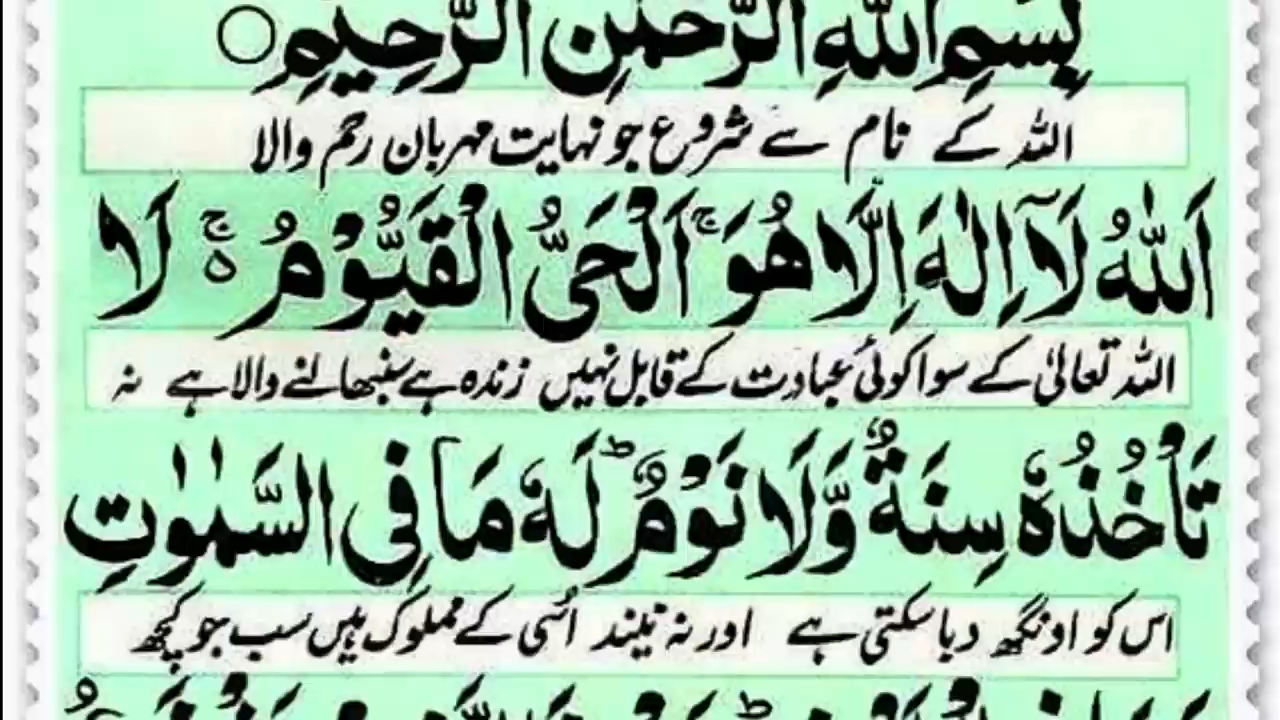 بِسْمِ اللّٰهِ الرَّحْمٰنِ الرَّحِيْمِ ○
اللہ کے نام سے شروع جو نہایت مہربان رحم والا
اَللّٰهُ لَاۤ اِلٰهَ اِلَّا هُوَ ۚ اَلْحَیُّ الْقَیُّوْمُ ۬ۚ لَا
اللہ تعالیٰ کے سوا کوئی عبادت کے قابل نہیں زندہ ہے سنبھالنے والا ہے نہ
تَاْخُذُهٗ سِنَةٌ وَّلَا نَوْمٌ ؕ لَهٗ مَا فِی السَّمٰوٰتِ
اس کو اونگھ دبا سکتی ہے اور نہ نیند اسُی کے مملوک ہیں سب جو کچھ